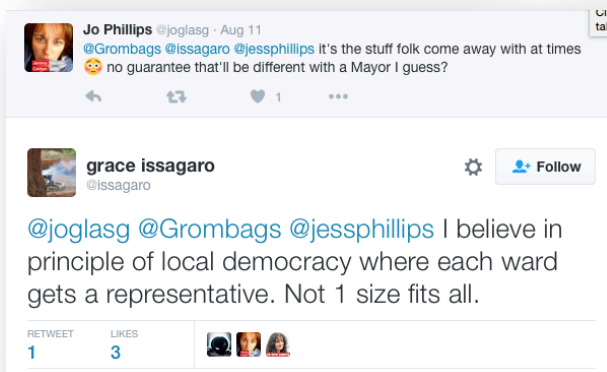 Jo Phillips @joglasg · Aug 11
@Grombags @issagaro @jessphillips it's the stuff folk come away with at times
😳 no guarantee that'll be different with a Mayor I guess?
1
grace issagaro
@issagaro
Follow
@joglasg @Grombags @jessphillips I believe in
principle of local democracy where each ward
gets a representative. Not 1 size fits all.
RETWEET LIKES
1 3